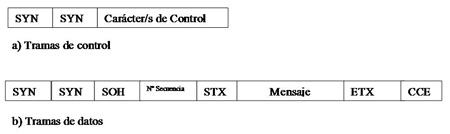 SYN SYN Carácter/s de Control
a) Tramas de control
SYN SYN SOH Nº Secuencia STX Mensaje ETX CCE
b) Tramas de datos